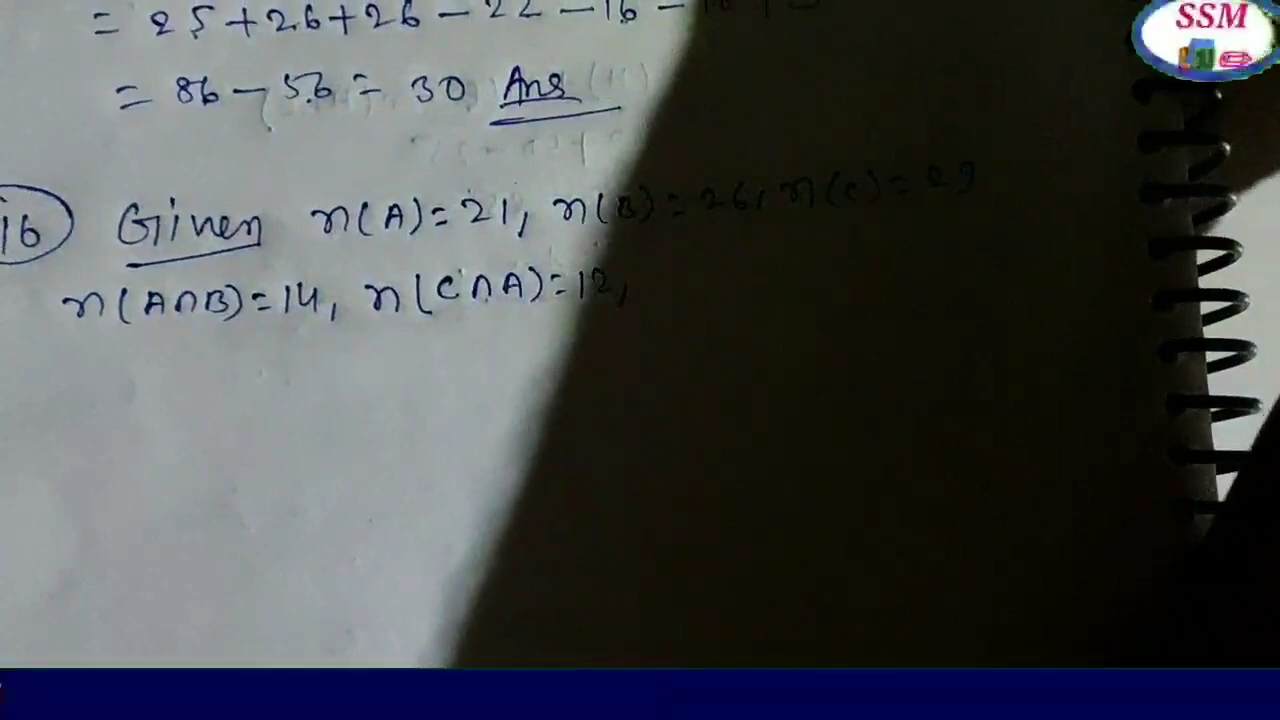 = 25 + 26 + 26 - 22 - 16 -
= 86 - 56 = 30 Ans
16 Given n(A) = 21, n(B) = 26, n(C) = 29
n(A∩B) = 14, n(C∩A) = 12,
SSM